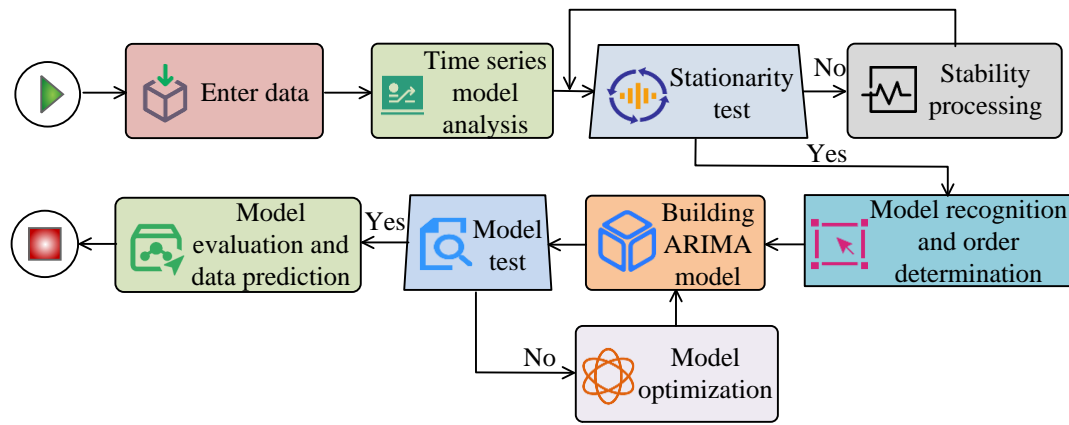 Enter data
Time series
model
analysis
Stationarity
test
No
Stability
processing
Yes
Model recognition
and order
determination
Building
ARIMA
model
Model
test
Yes
Model
evaluation and
data prediction
No
Model
optimization